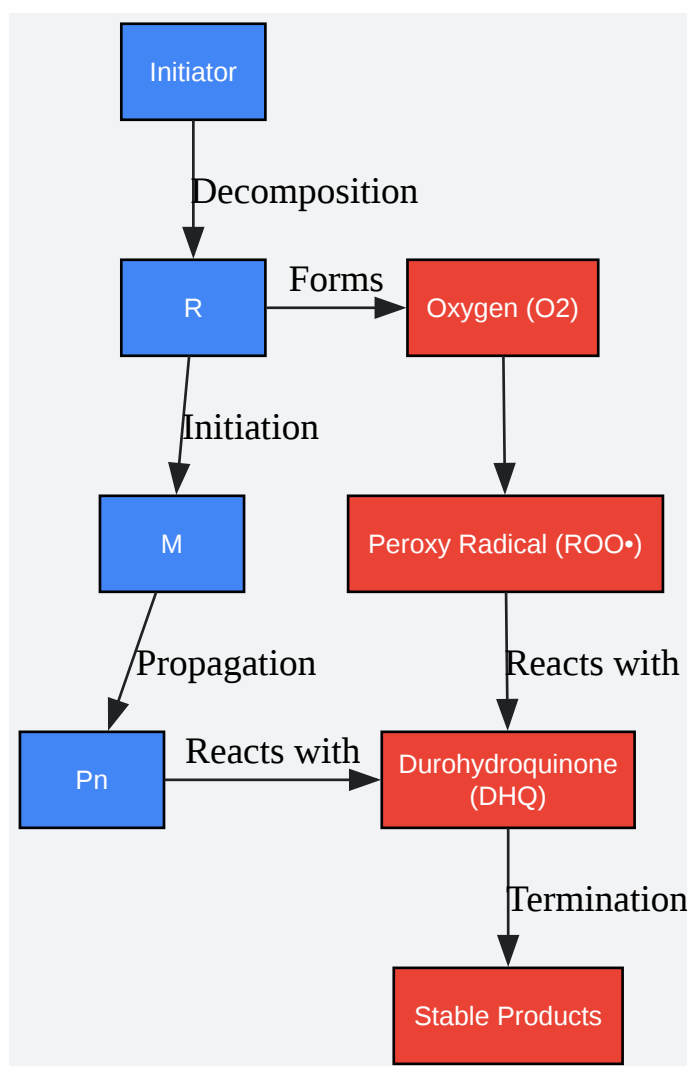 Initiator
Decomposition
R
Forms
Oxygen (O2)
Initiation
M
Peroxy Radical (ROO•)
Propagation
Reacts with
Pn
Reacts with
Durohydroquinone
(DHQ)
Termination
Stable Products